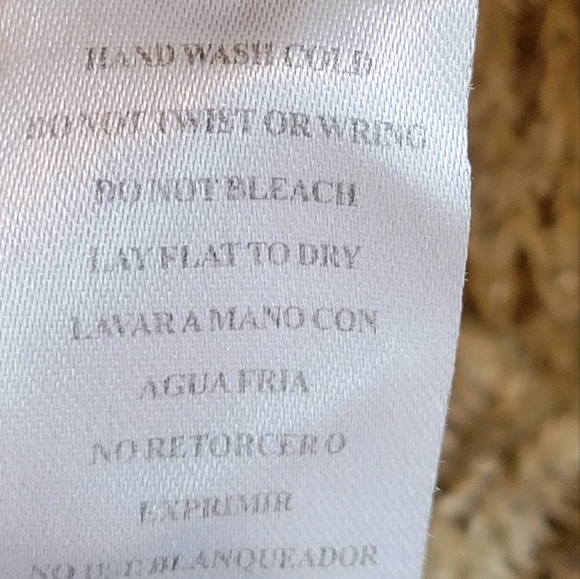 HAND WASH COLD
DO NOT TWIST OR WRING
DO NOT BLEACH
LAY FLAT TO DRY
LAVAR A MANO CON
AGUA FRIA
NO RETORCER O
EXPRIMIR
NO USE BLANQUEADOR